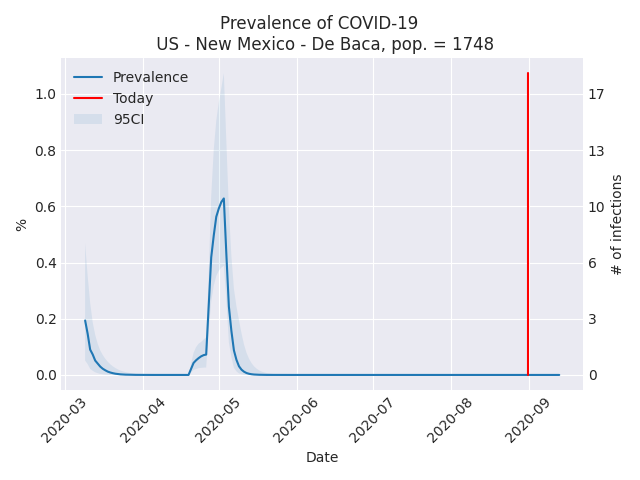 Prevalence of COVID-19
US - New Mexico - De Baca, pop. = 1748
Prevalence
Today
95CI
%
1.0
0.8
0.6
0.4
0.2
0.0
17
13
10
6
3
0
# of infections
2020-03
2020-04
2020-05
2020-06
2020-07
2020-08
2020-09
Date